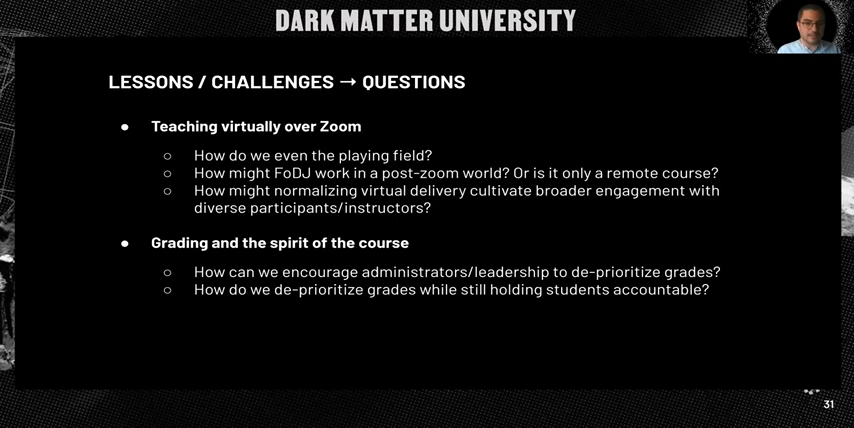 DARK MATTER UNIVERSITY
LESSONS / CHALLENGES → QUESTIONS
● Teaching virtually over Zoom
○ How do we even the playing field?
○ How might FoDJ work in a post-zoom world? Or is it only a remote course?
○ How might normalizing virtual delivery cultivate broader engagement with
diverse participants/instructors?
● Grading and the spirit of the course
○ How can we encourage administrators/leadership to de-prioritize grades?
○ How do we de-prioritize grades while still holding students accountable?
31